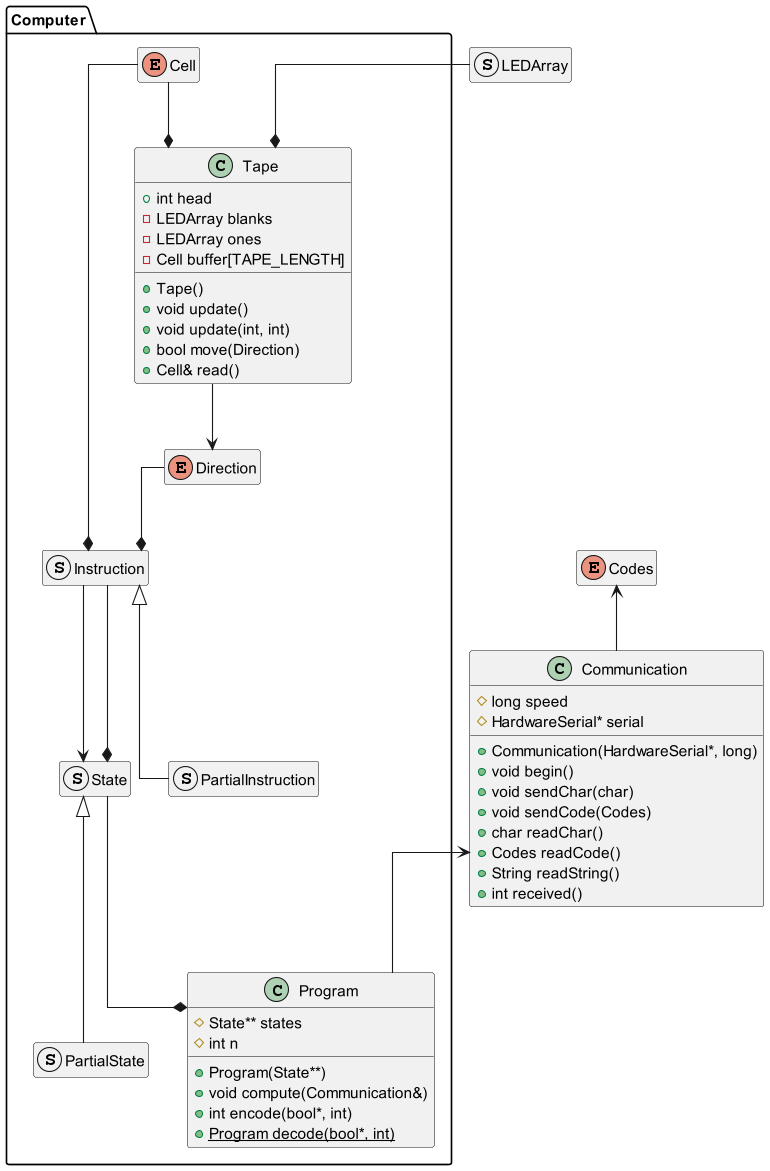 Computer
E Cell
S LEDArray
C Tape
int head
LEDArray blanks
LEDArray ones
Cell buffer[TAPE_LENGTH]
Tape()
void update()
void update(int, int)
bool move(Direction)
Cell& read()
E Direction
S Instruction
E Codes
C Communication
long speed
HardwareSerial* serial
Communication(HardwareSerial*, long)
void begin()
void sendChar(char)
void sendCode(Codes)
char readChar()
Codes readCode()
String readString()
int received()
S State
S PartialInstruction
C Program
State** states
int n
Program(State**)
void compute(Communication&)
int encode(bool*, int)
Program decode(bool*, int)
S PartialState